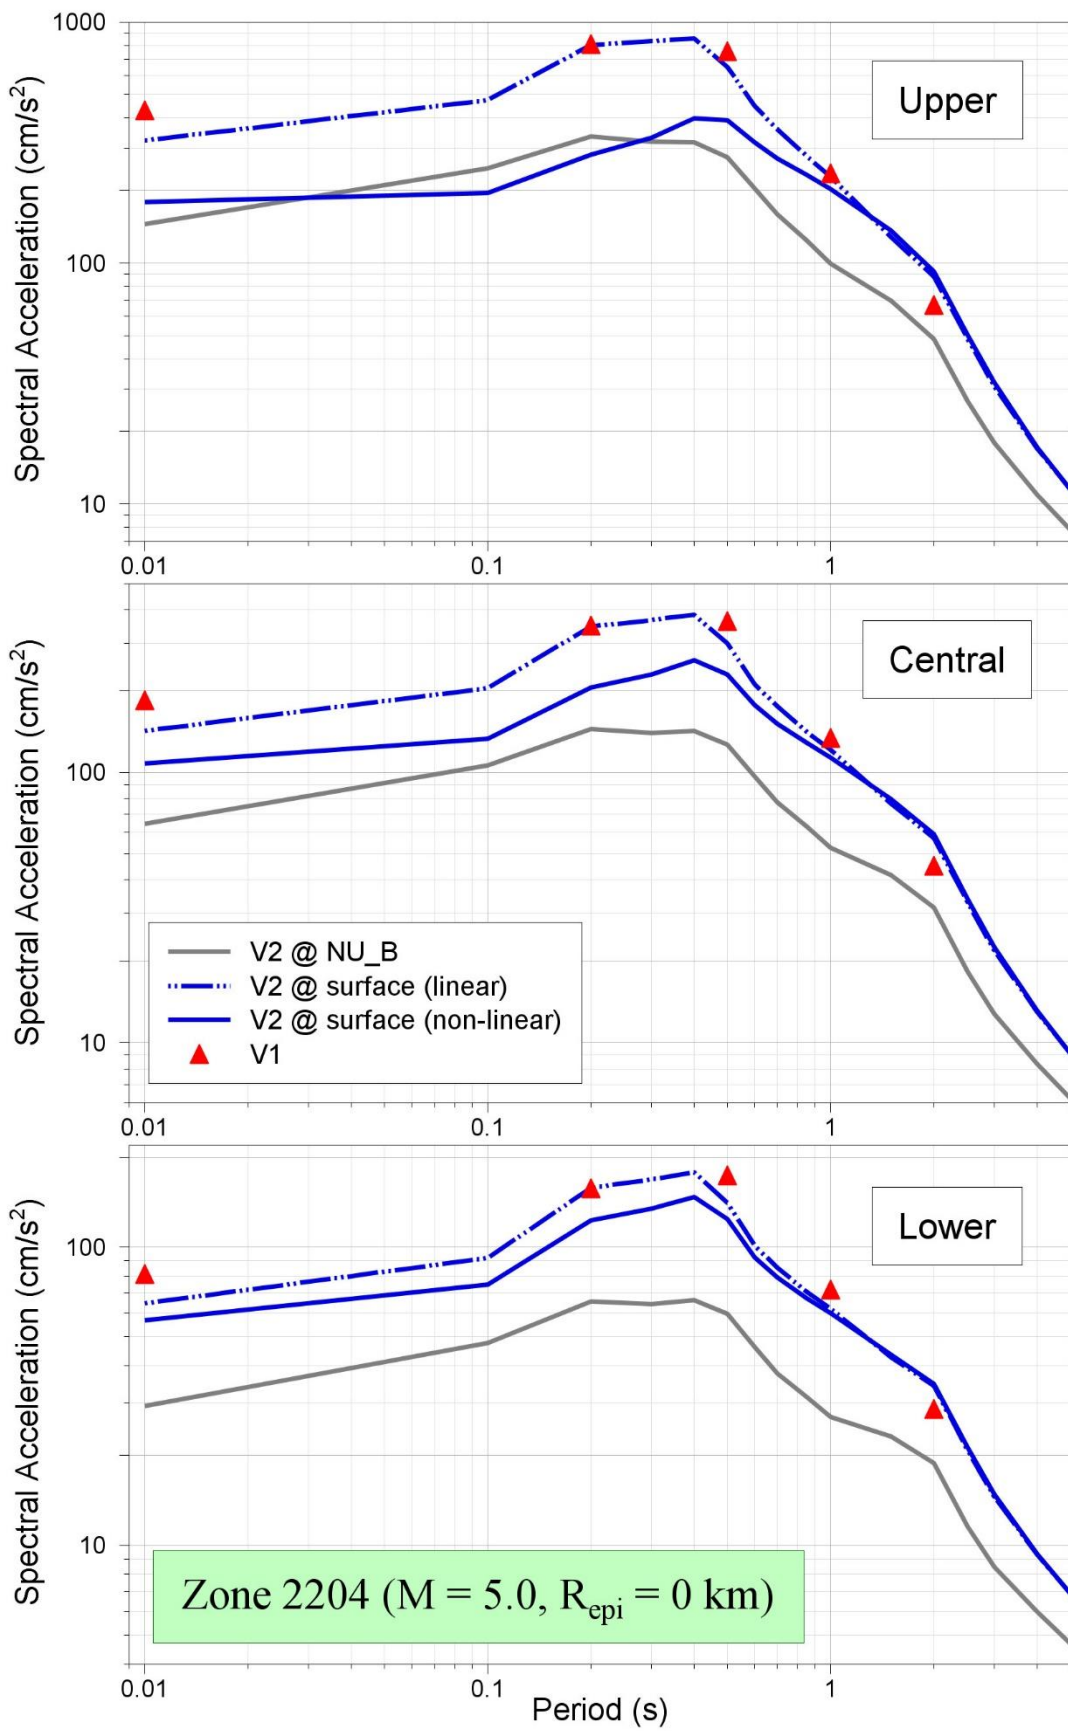 1000
Upper
Spectral Acceleration (cm/s²)
100
10
0.01
0.1
1
Central
Spectral Acceleration (cm/s²)
100
V2 @ NU_B
V2 @ surface (linear)
V2 @ surface (non-linear)
V1
10
0.01
0.1
1
Lower
Spectral Acceleration (cm/s²)
100
10
Zone 2204 (M = 5.0, Repi = 0 km)
0.01
0.1
1
Period (s)